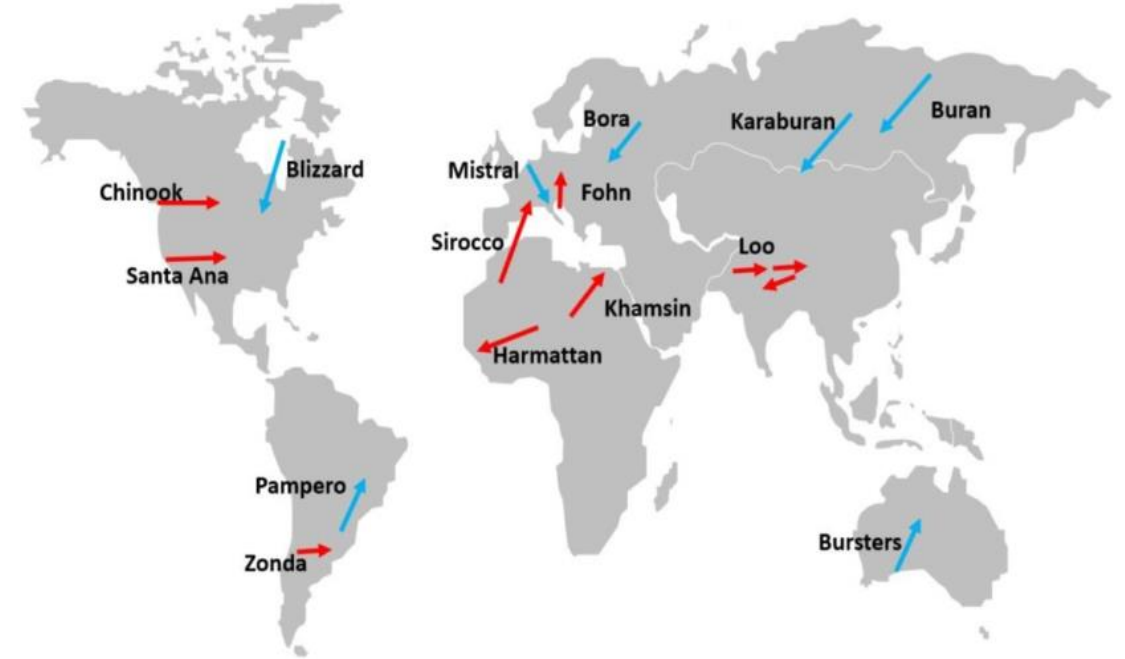 Bora
Karaburan
Buran
Blizzard
Mistral
Chinook
Fohn
Sirocco
Loo
Santa Ana
Khamsin
Harmattan
Pampero
Bursters
Zonda